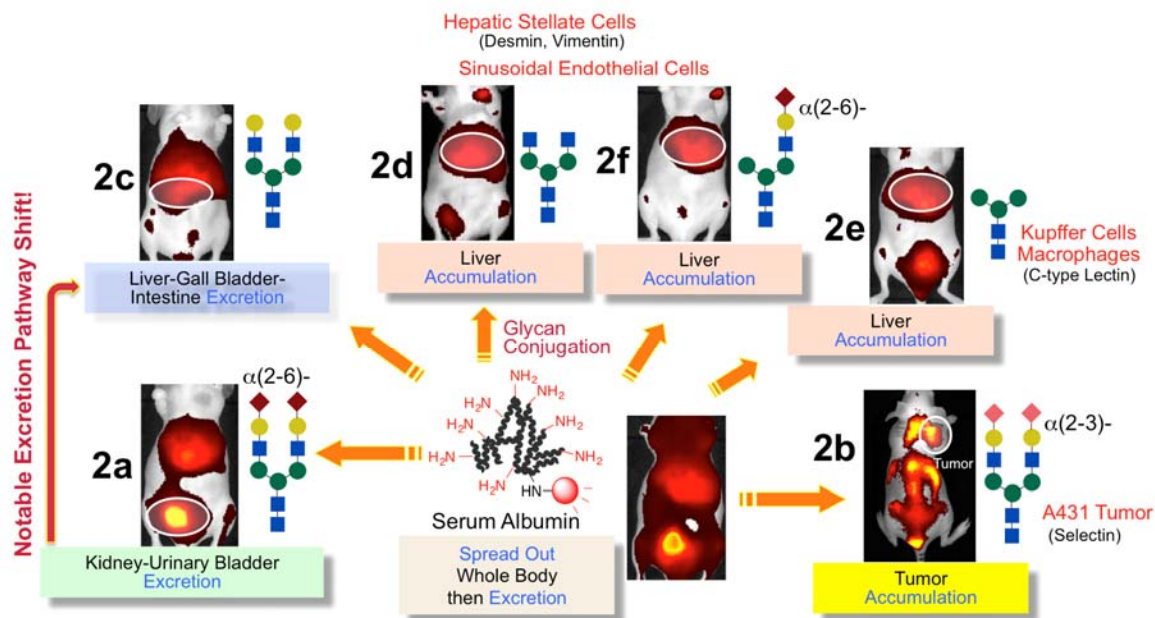 Hepatic Stellate Cells
(Desmin, Vimentin)
Sinusoidal Endothelial Cells
2c
2d
2f
α(2-6)-
2e
Kupffer Cells
Macrophages
(C-type Lectin)
Liver-Gall Bladder-
Intestine Excretion
Liver
Accumulation
Liver
Accumulation
Liver
Accumulation
Notable Excretion Pathway Shift!
Glycan
Conjugation
α(2-6)-
2a
Kidney-Urinary Bladder
Excretion
NH2
H2N
NH2
NH2
H2N
NH2
H2N
NH2
H2N
HN
Serum Albumin
Spread Out
Whole Body
then Excretion
2b
Tumor
α(2-3)-
A431 Tumor
(Selectin)
Tumor
Accumulation